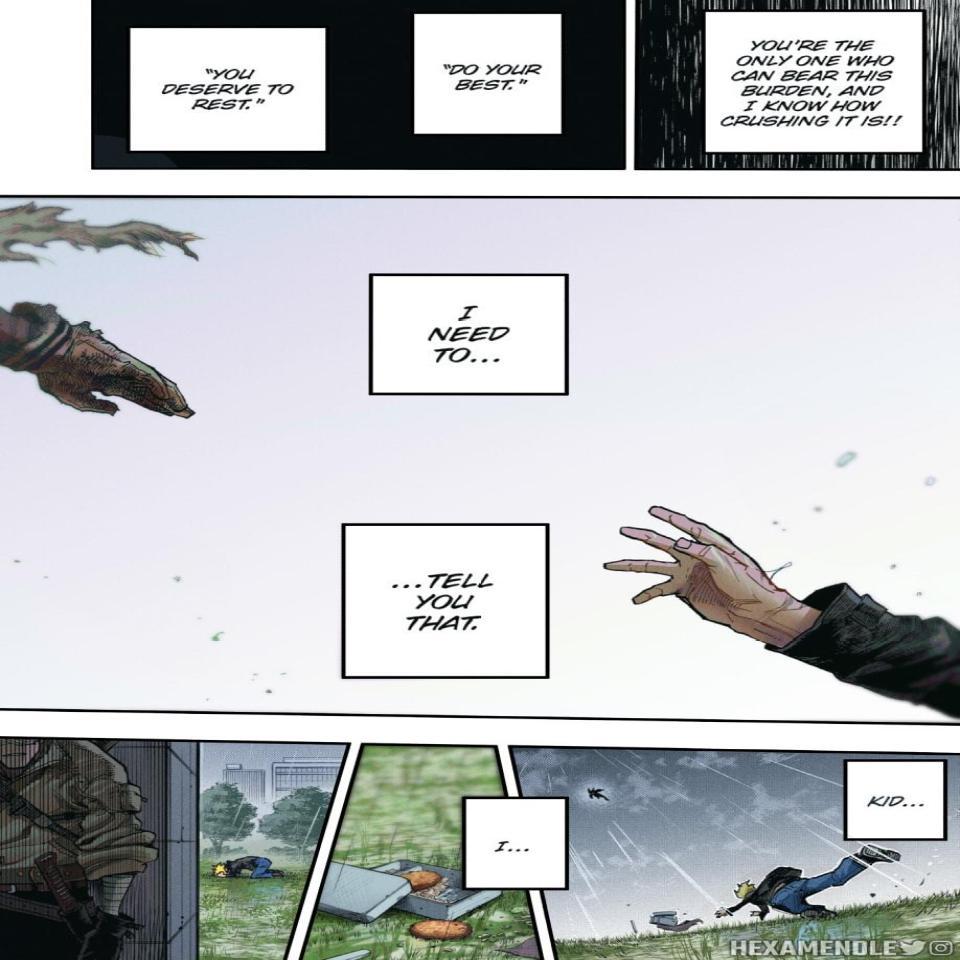 "YOU
DESERVE TO
REST."
"DO YOUR
BEST."
YOU'RE THE
ONLY ONE WHO
CAN BEAR THIS
BURDEN, AND
I KNOW HOW
CRUSHING IT IS!!
I
NEED
TO...
...TELL
YOU
THAT.
I...
KID...
HEXAMENDLE